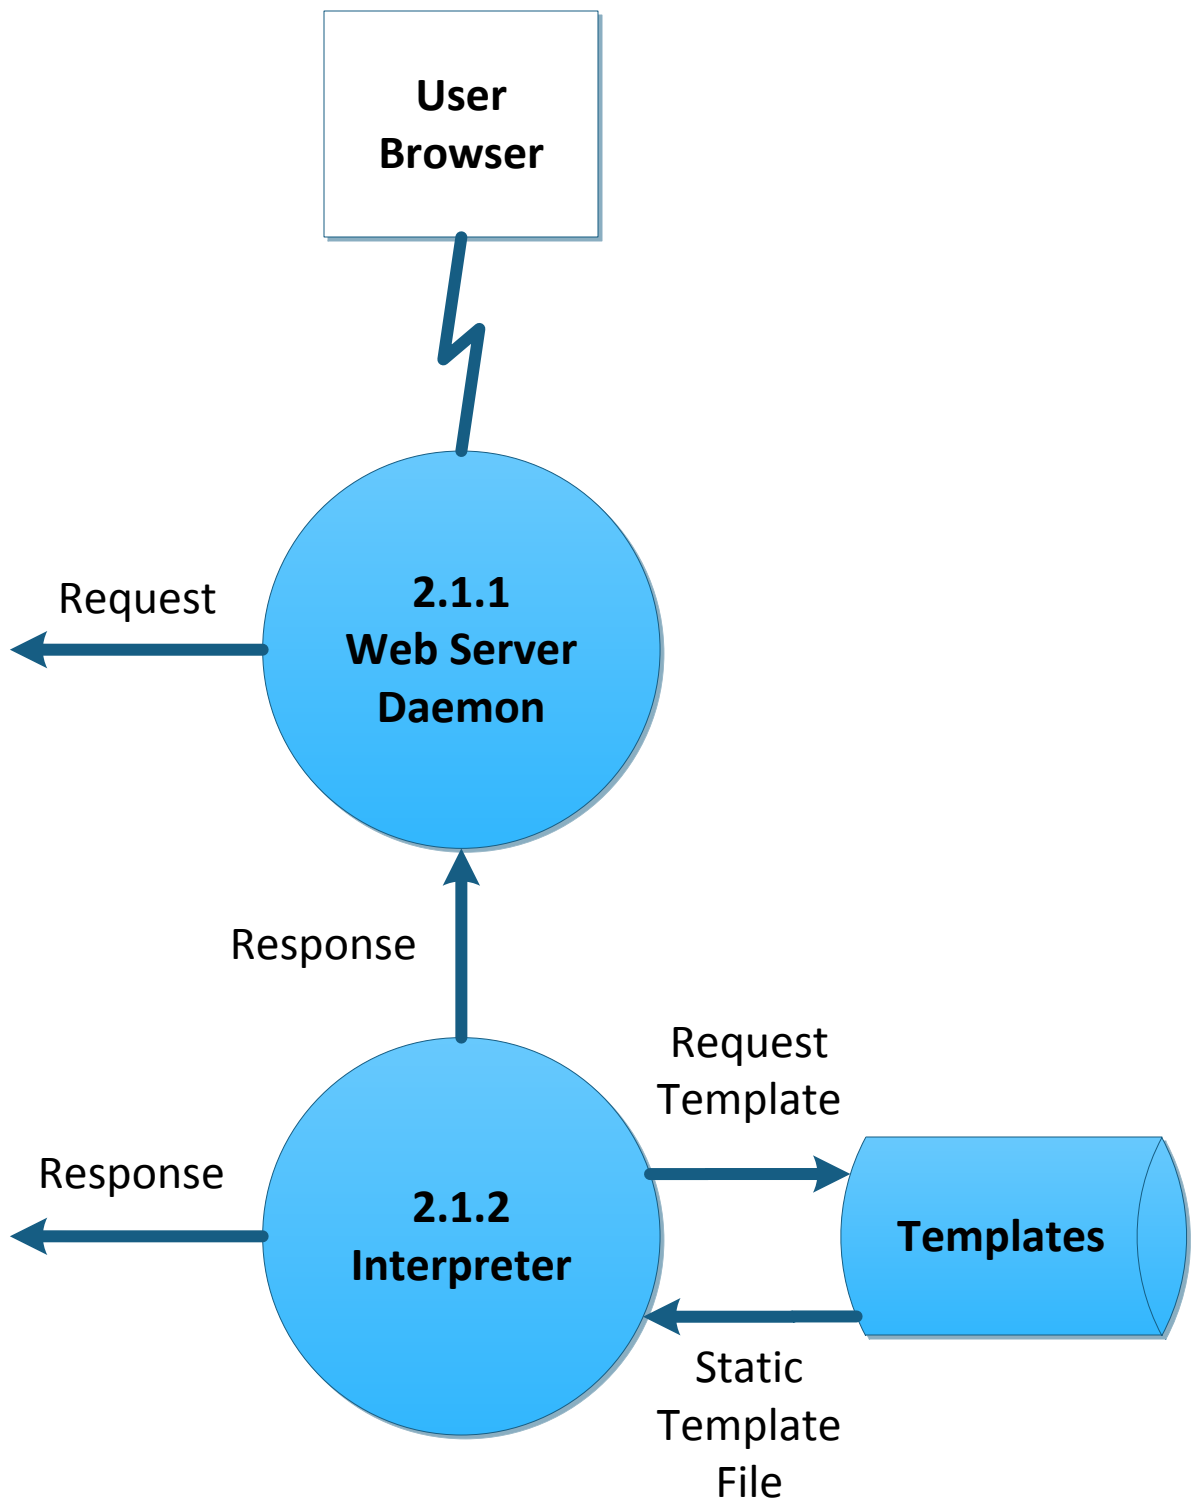 User
Browser
2.1.1
Web Server
Daemon
Request
Response
Request
Template
Response
2.1.2
Interpreter
Templates
Static
Template
File